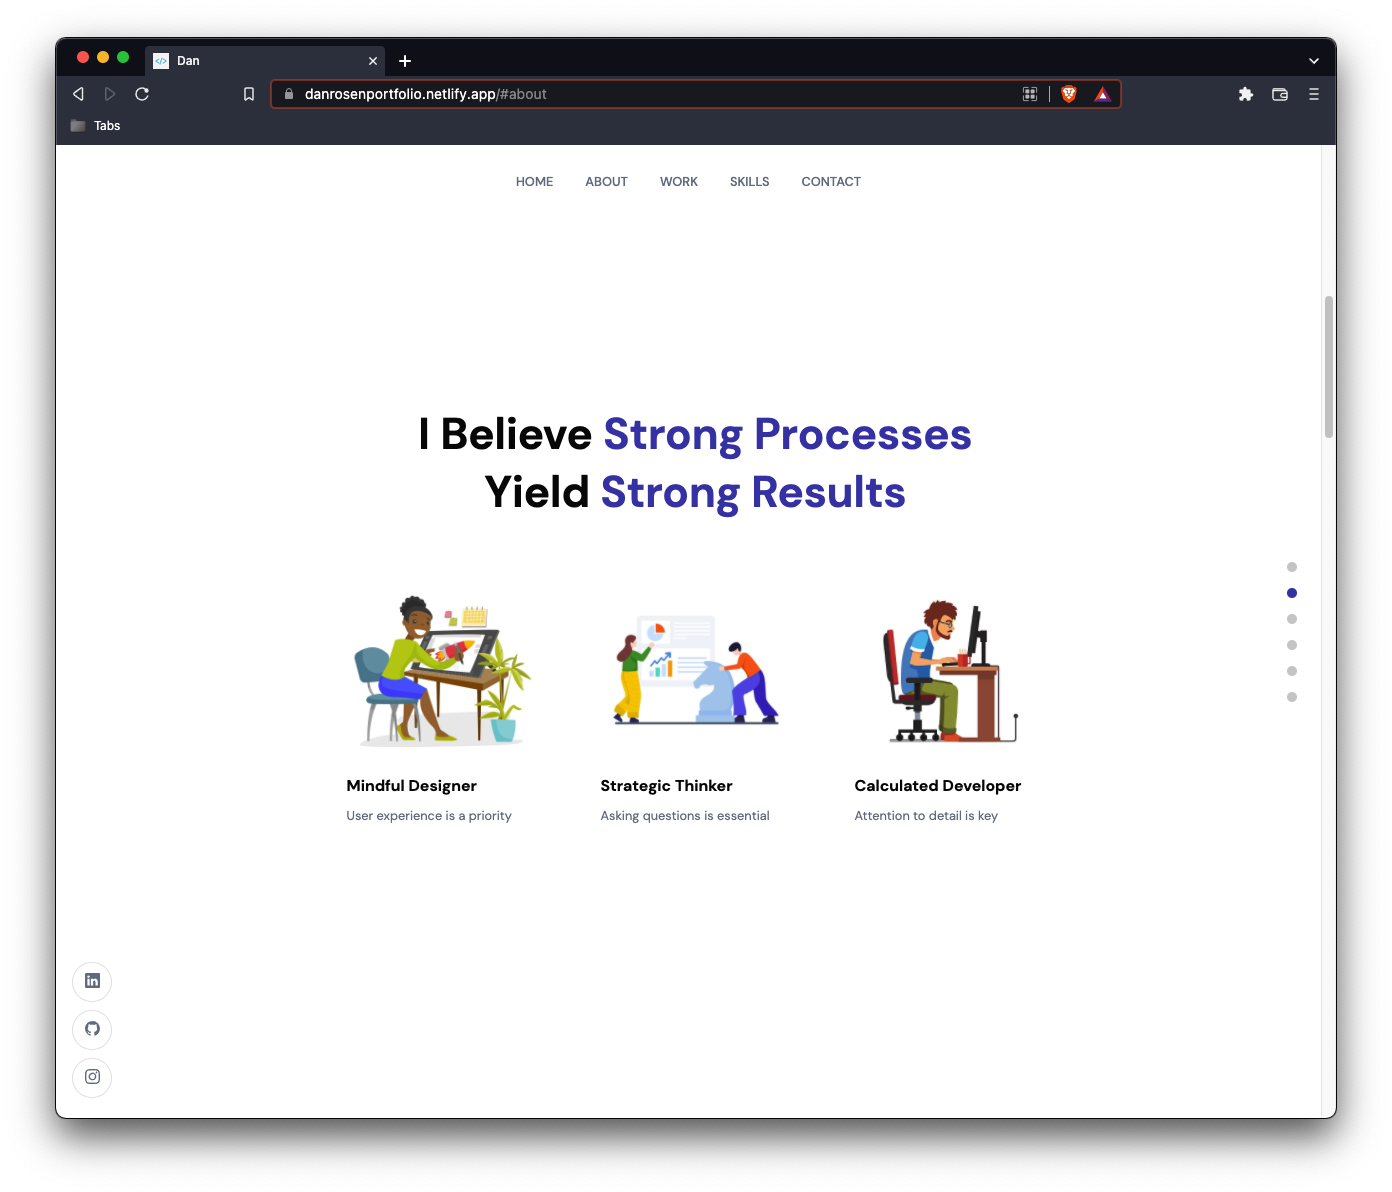 Dan
danrosenportfolio.netlify.app/#about
Tabs
HOME ABOUT WORK SKILLS CONTACT
I Believe Strong Processes
Yield Strong Results
Mindful Designer
User experience is a priority
Strategic Thinker
Asking questions is essential
Calculated Developer
Attention to detail is key